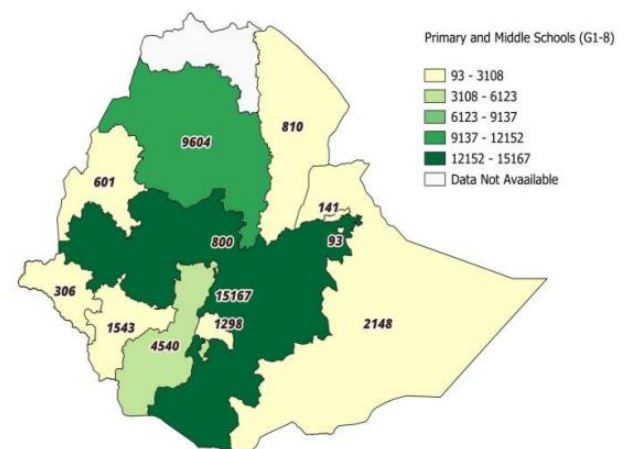 Primary and Middle Schools (G1-8)
93 - 3108
3108 - 6123
6123 - 9137
9137 - 12152
12152 - 15167
Data Not Avaailable
810
9604
601
141
800
93
306
15167
2148
1543
1298
4540